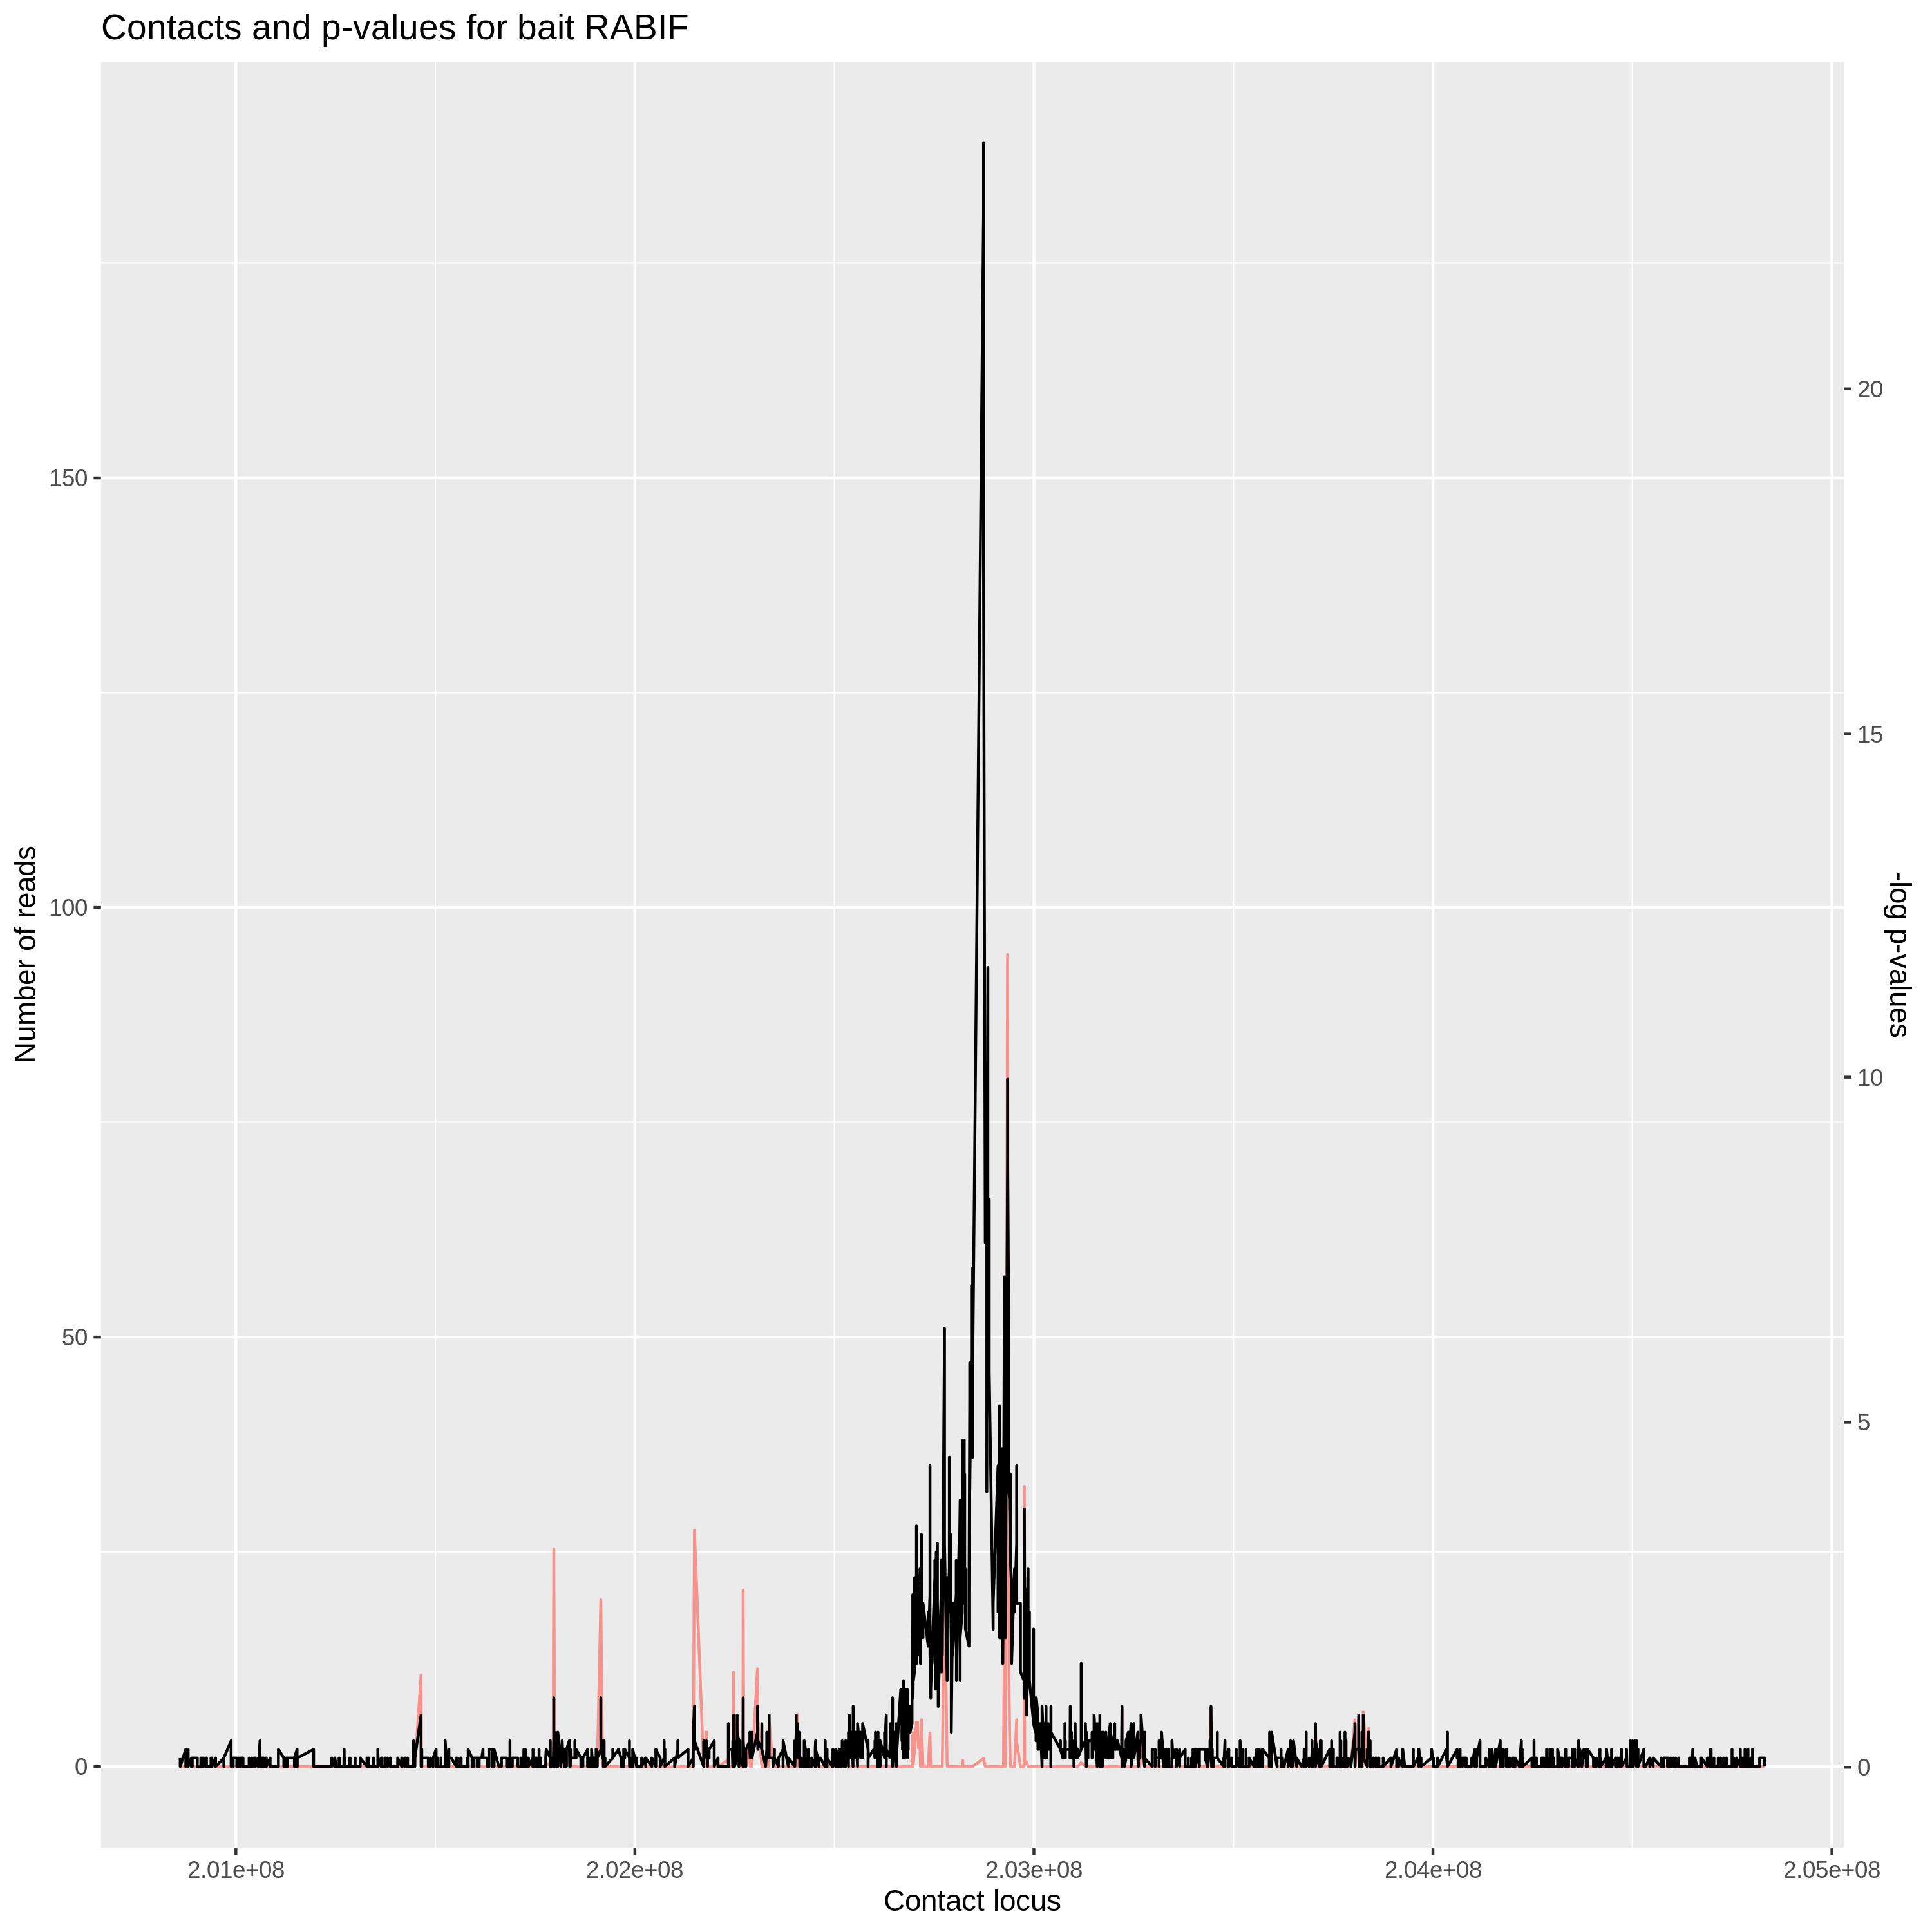 Contacts and p-values for bait RABIF
Number of reads
150
100
50
0
20
15
10
5
0
-log p-values
2.01e+08 2.02e+08 2.03e+08 2.04e+08 2.05e+08
Contact locus